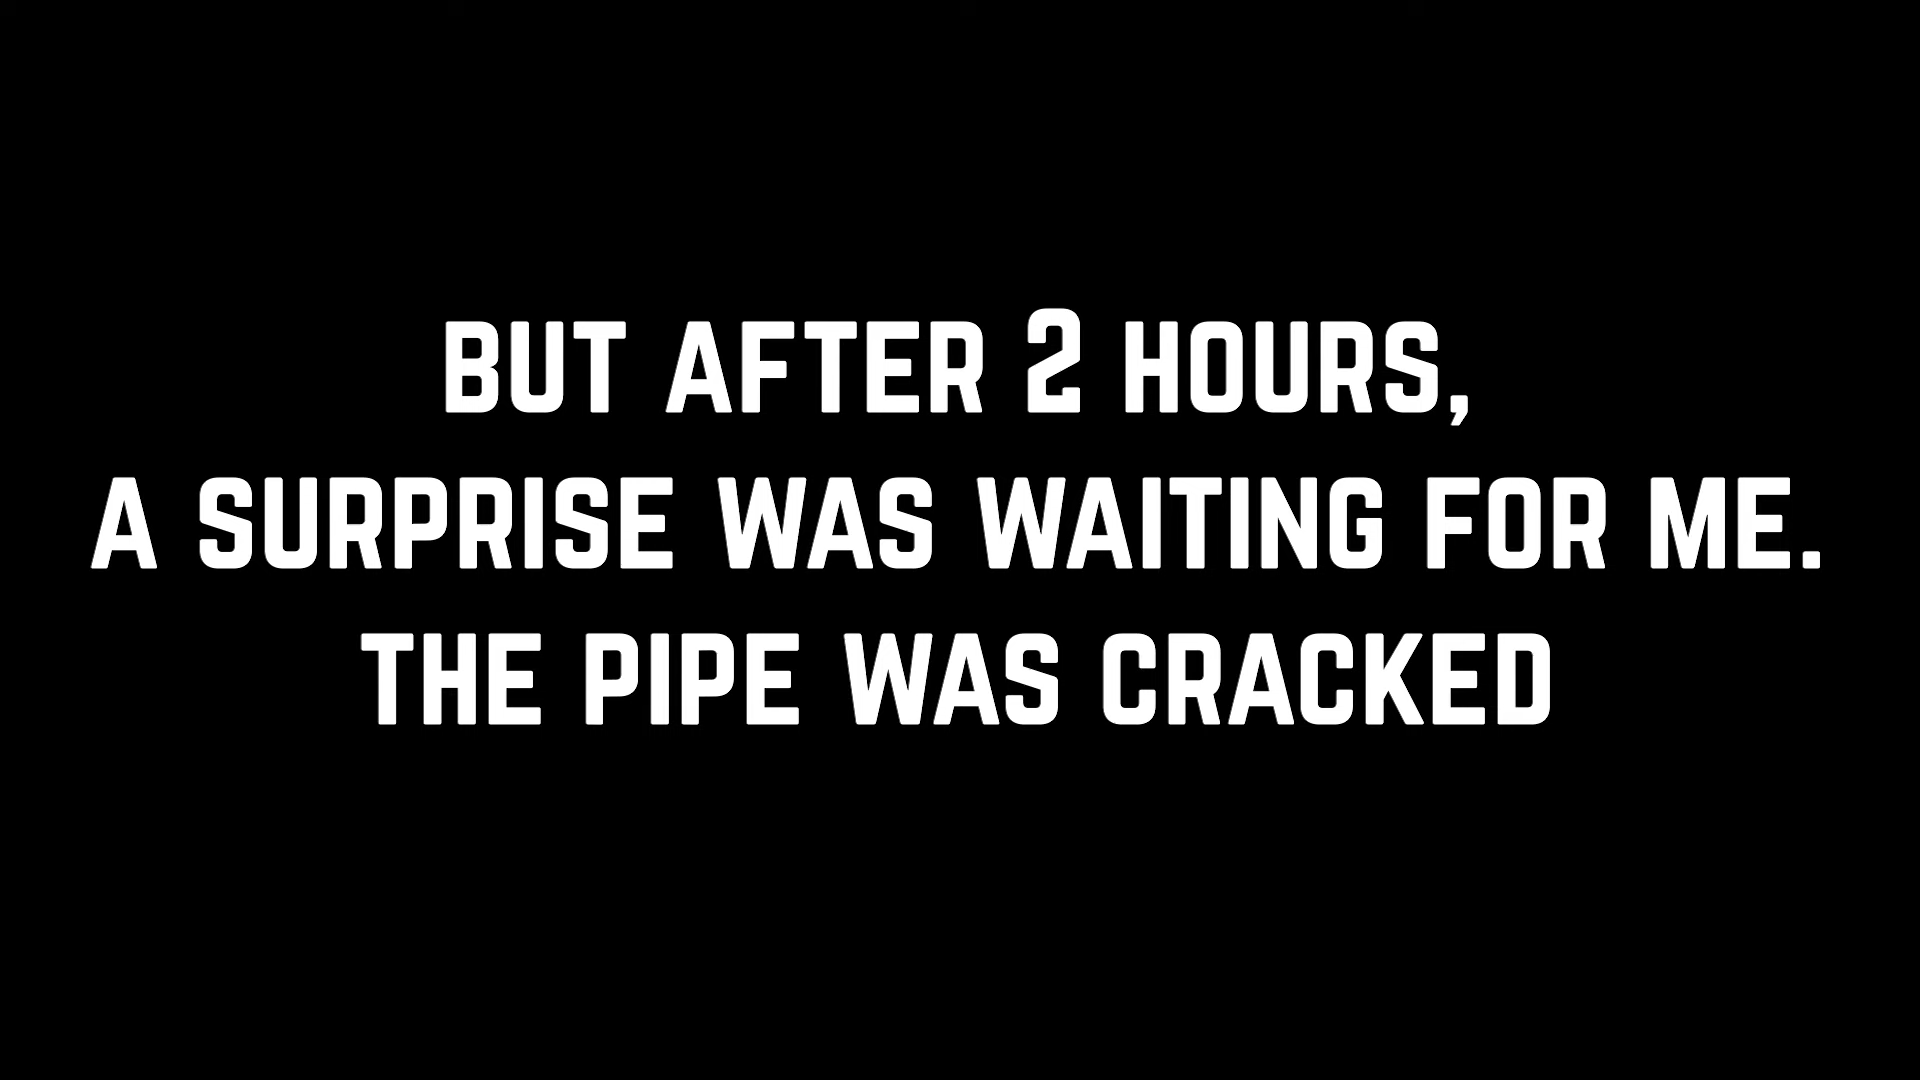 BUT AFTER 2 HOURS,
A SURPRISE WAS WAITING FOR ME.
THE PIPE WAS CRACKED